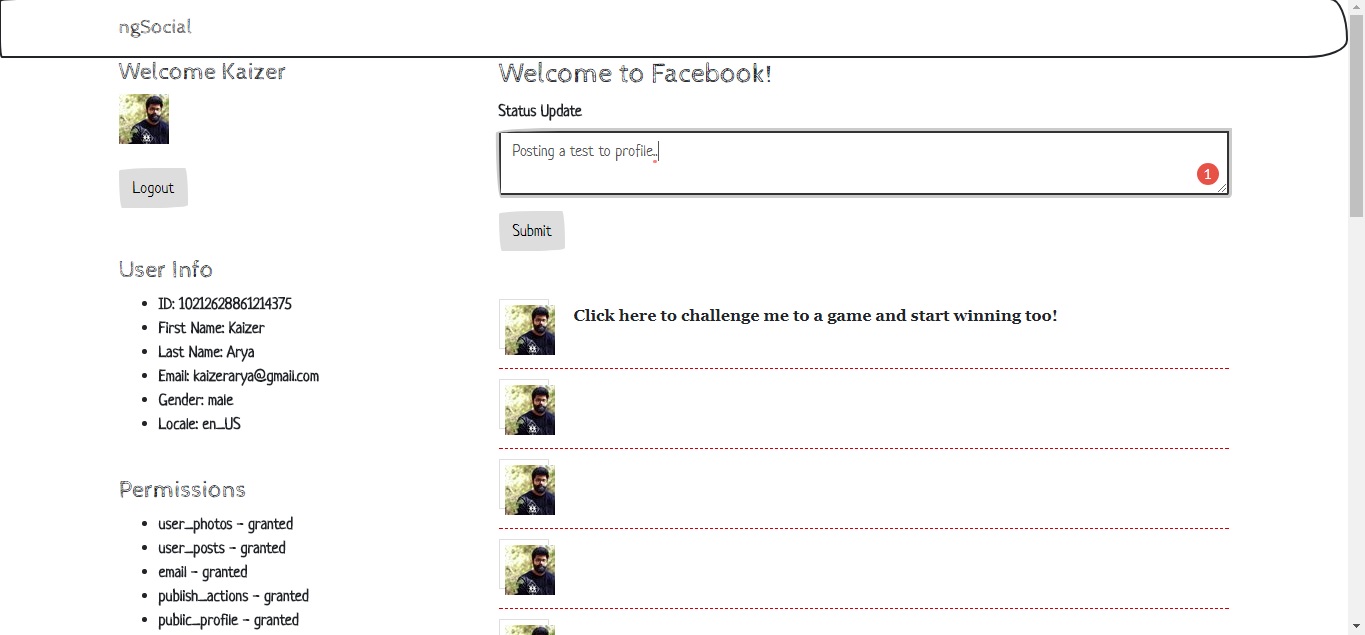 ngSocial
Welcome Kaizer
Logout
User Info
ID: 10212628861214375
First Name: Kaizer
Last Name: Arya
Email: kaizerarya@gmail.com
Gender: male
Locale: en_US
Permissions
user_photos - granted
user_posts - granted
email - granted
publish_actions - granted
public_profile - granted
Welcome to Facebook!
Status Update
Posting a test to profile..
1
Submit
Click here to challenge me to a game and start winning too!